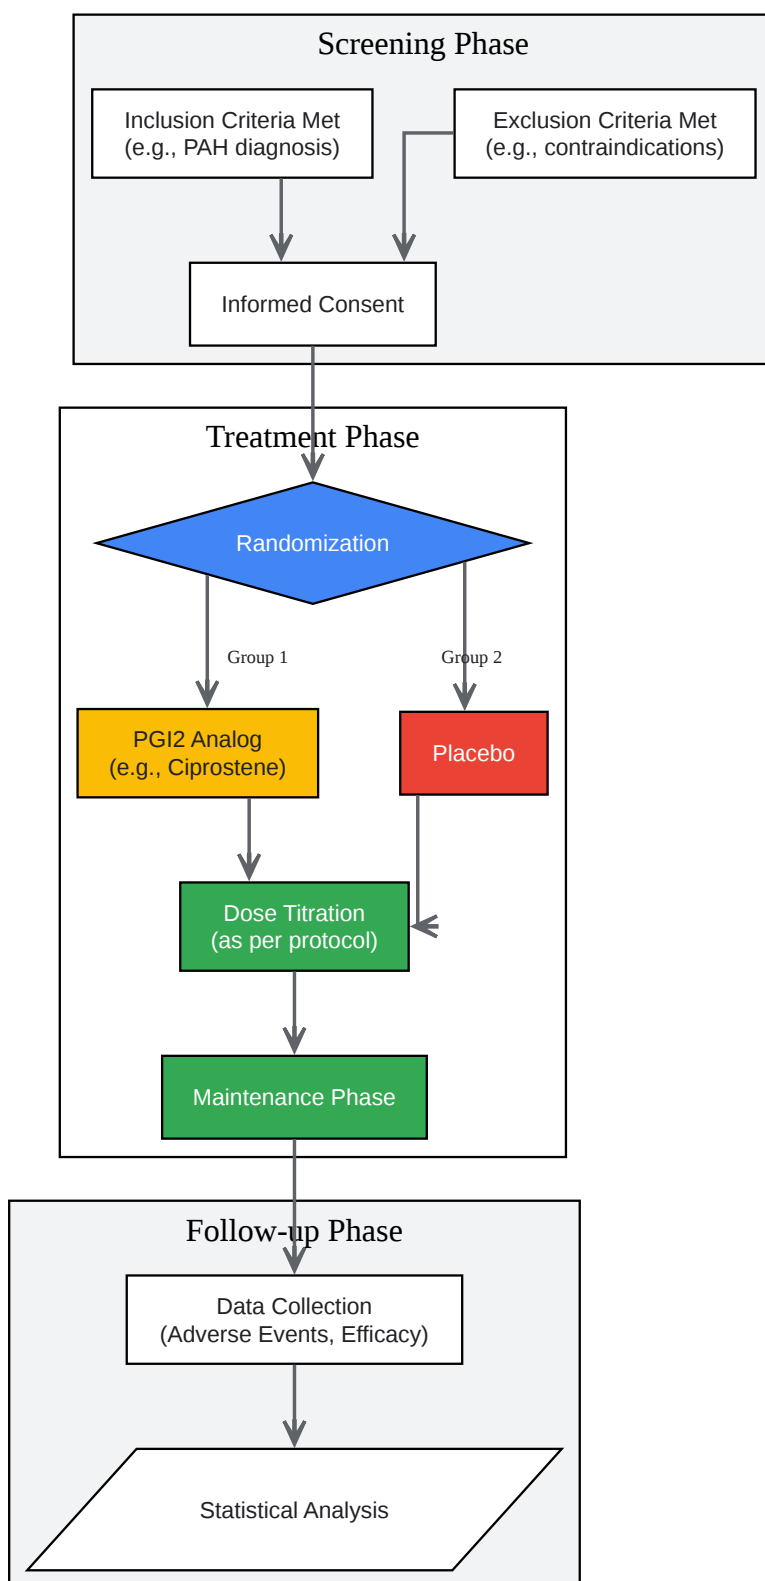 Screening Phase
Inclusion Criteria Met
(e.g., PAH diagnosis)
Exclusion Criteria Met
(e.g., contraindications)
Informed Consent
Treatment Phase
Randomization
Group 1
Group 2
PGI2 Analog
(e.g., Ciprostene)
Placebo
Dose Titration
(as per protocol)
Maintenance Phase
Follow-up Phase
Data Collection
(Adverse Events, Efficacy)
Statistical Analysis